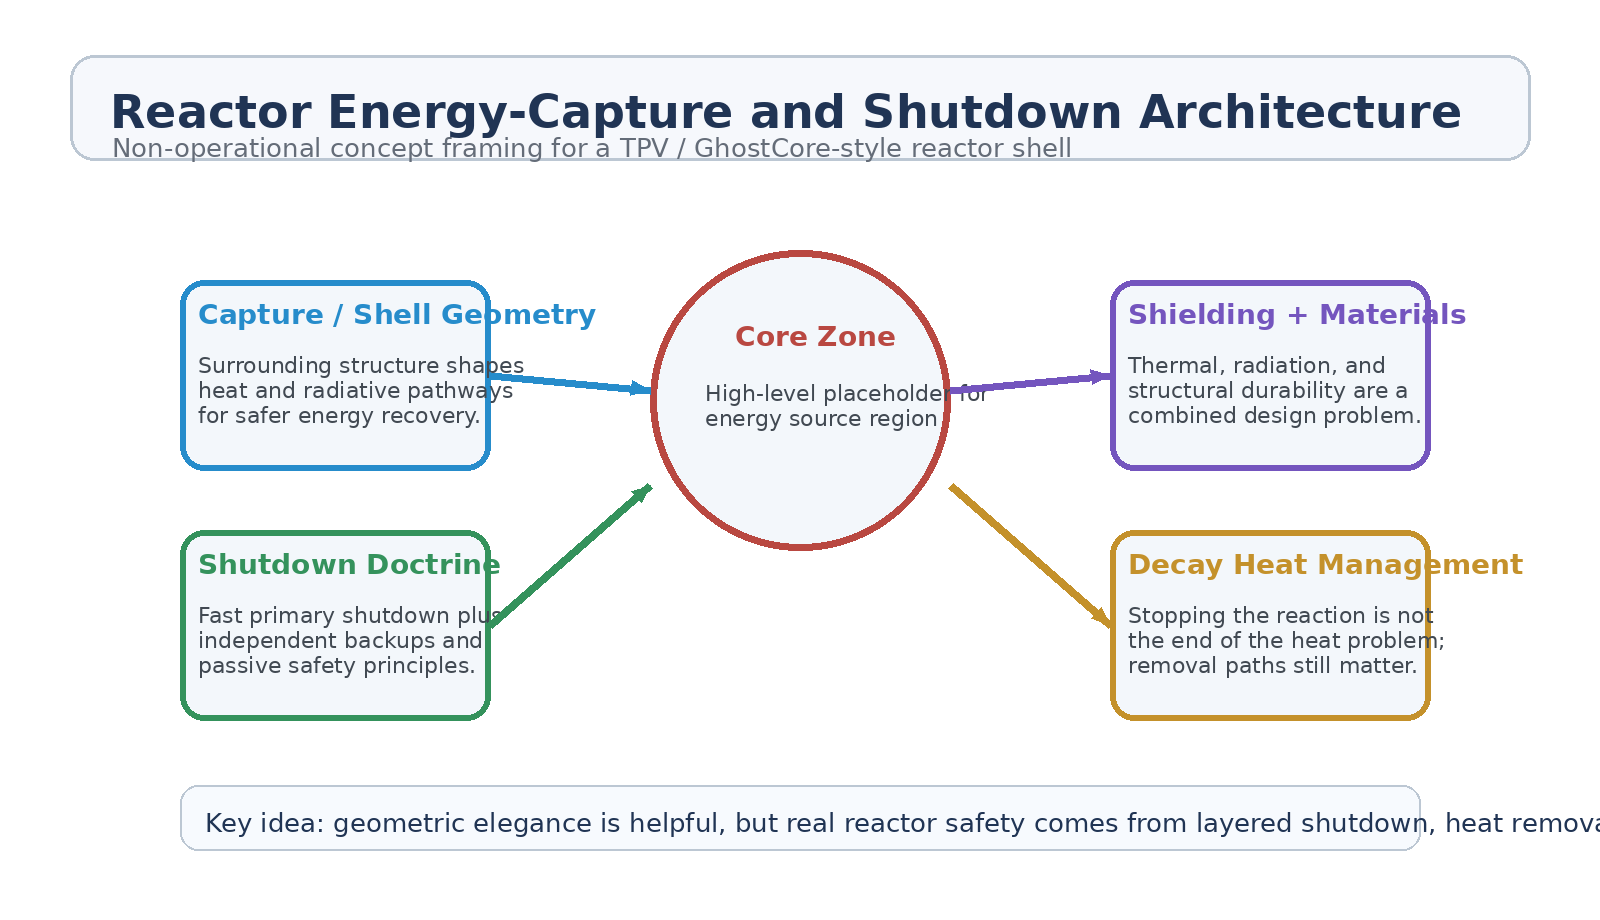 Reactor Energy-Capture and Shutdown Architecture
Non-operational concept framing for a TPV / GhostCore-style reactor shell
Capture / Shell Geometry
Surrounding structure shapes
heat and radiative pathways
for safer energy recovery.
Core Zone
High-level placeholder for
energy source region
Shielding + Materials
Thermal, radiation, and
structural durability are a
combined design problem.
Shutdown Doctrine
Fast primary shutdown plus
independent backups and
passive safety principles.
Decay Heat Management
Stopping the reaction is not
the end of the heat problem;
removal paths still matter.
Key idea: geometric elegance is helpful, but real reactor safety comes from layered shutdown, heat